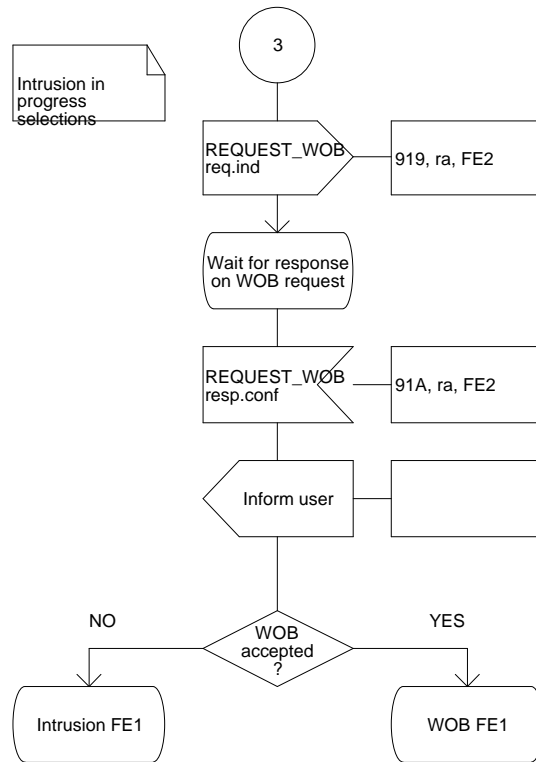 3
Intrusion in
progress
selections
REQUEST_WOB
req.ind
919, ra, FE2
Wait for response
on WOB request
REQUEST_WOB
resp.conf
91A, ra, FE2
Inform user
NO
YES
WOB
accepted
?
Intrusion FE1
WOB FE1